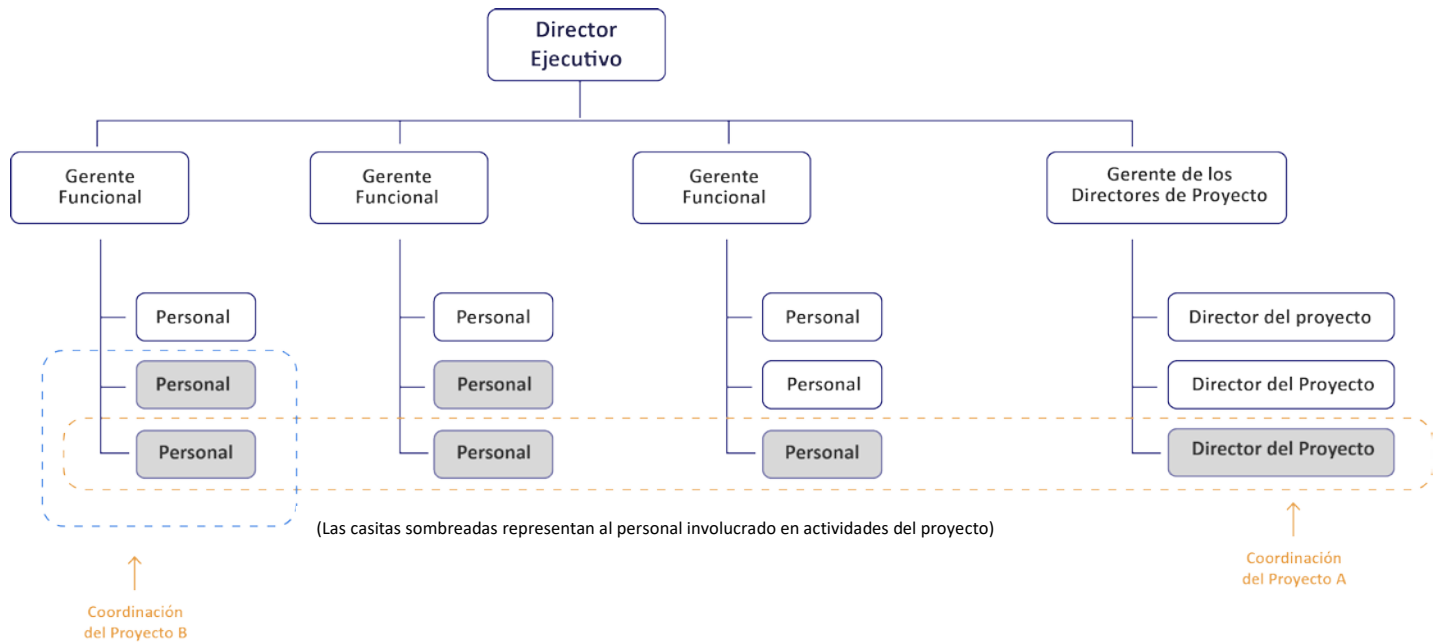 Director
Ejecutivo
Gerente
Funcional
Gerente
Funcional
Gerente
Funcional
Gerente de los
Directores de Proyecto
Personal
Personal
Personal
Director del proyecto
Personal
Personal
Personal
Director del Proyecto
Personal
Personal
Personal
Director del Proyecto
(Las casitas sombreadas representan al personal involucrado en actividades del proyecto)
Coordinación
del Proyecto A
Coordinación
del Proyecto B